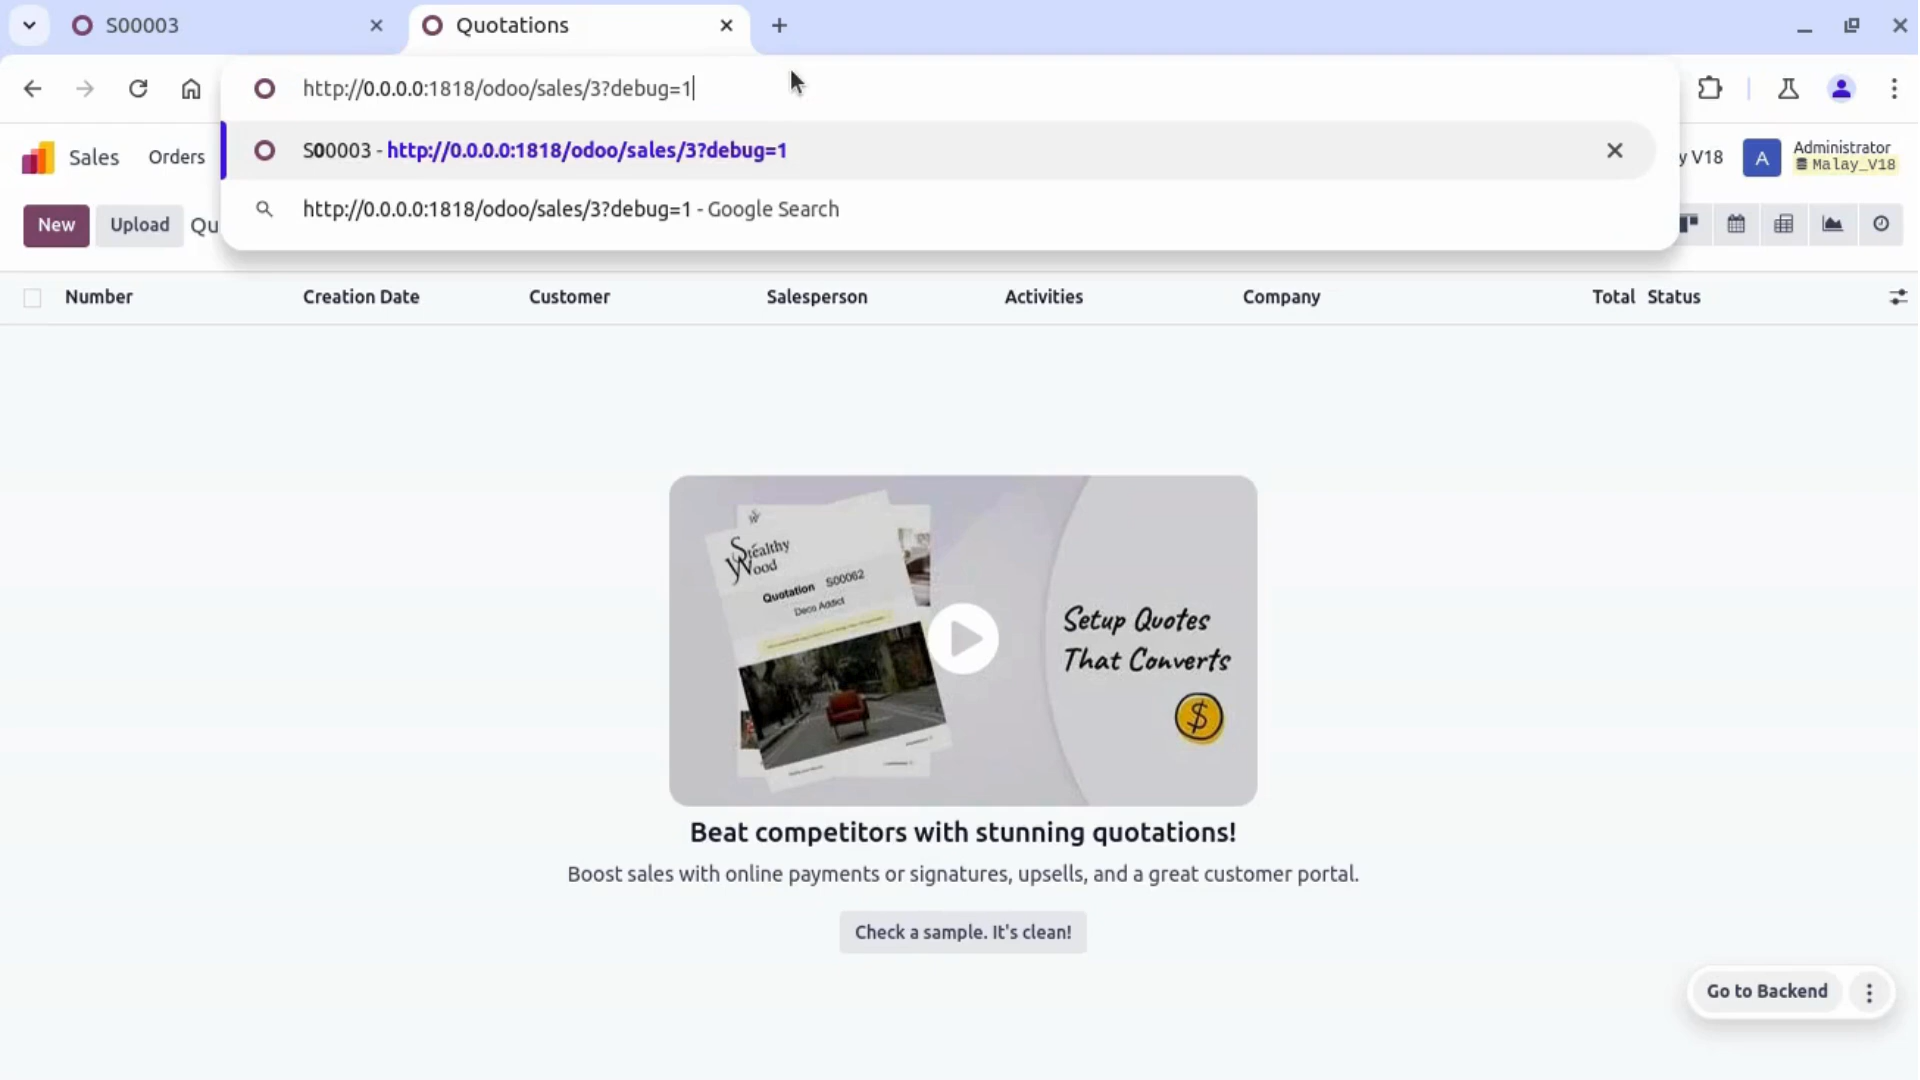 S00003
Quotations
http://0.0.0.0:1818/odoo/sales/3?debug=1
S00003 - http://0.0.0.0:1818/odoo/sales/3?debug=1
http://0.0.0.0:1818/odoo/sales/3?debug=1 - Google Search
Sales
Orders
y V18
A
Administrator
Malay_V18
New
Upload
Qu
Number
Creation Date
Customer
Salesperson
Activities
Company
Total
Status
Stealthy
Wood
Quotation S00062
Deco Addict
Setup Quotes
That Converts
$
Beat competitors with stunning quotations!
Boost sales with online payments or signatures, upsells, and a great customer portal.
Check a sample. It's clean!
Go to Backend